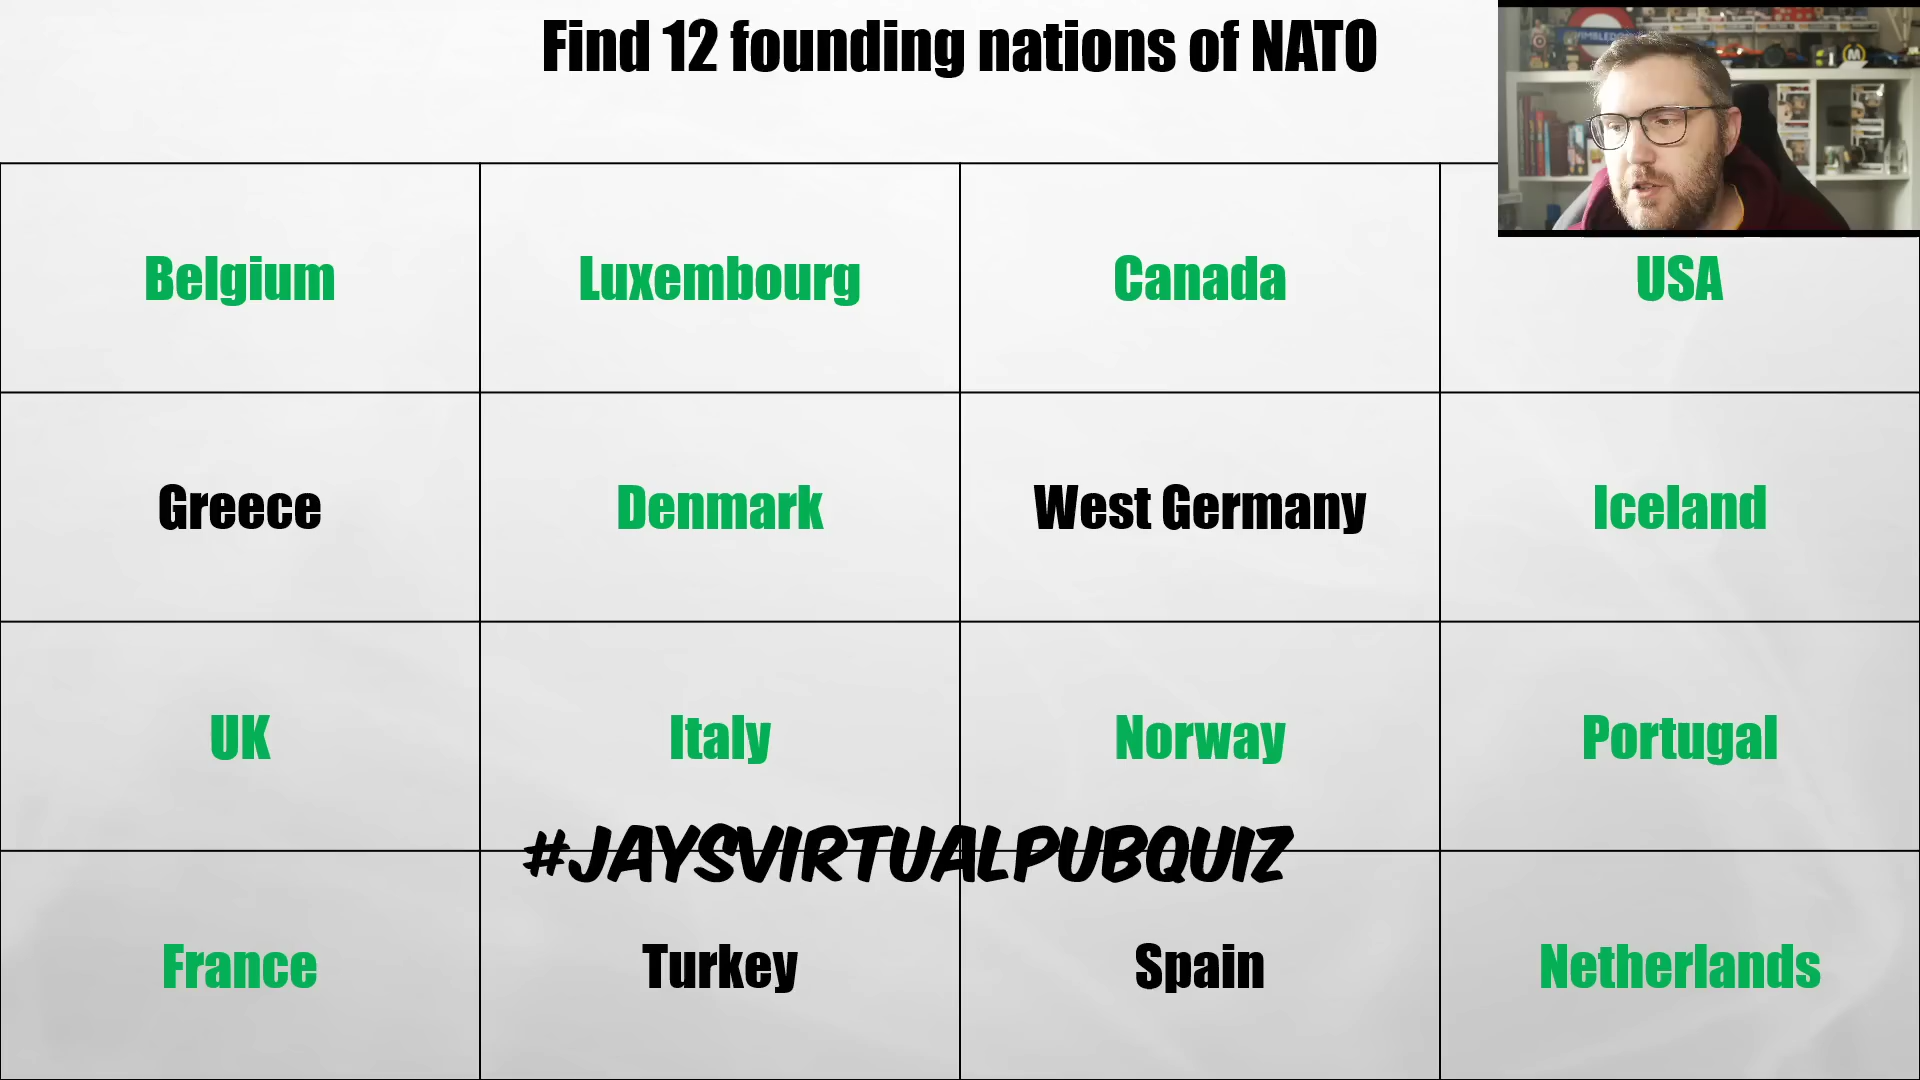 Find 12 founding nations of NATO
Belgium
Luxembourg
Canada
USA
Greece
Denmark
West Germany
Iceland
UK
Italy
Norway
Portugal
#JAYSVIRTUALPUBQUIZ
France
Turkey
Spain
Netherlands